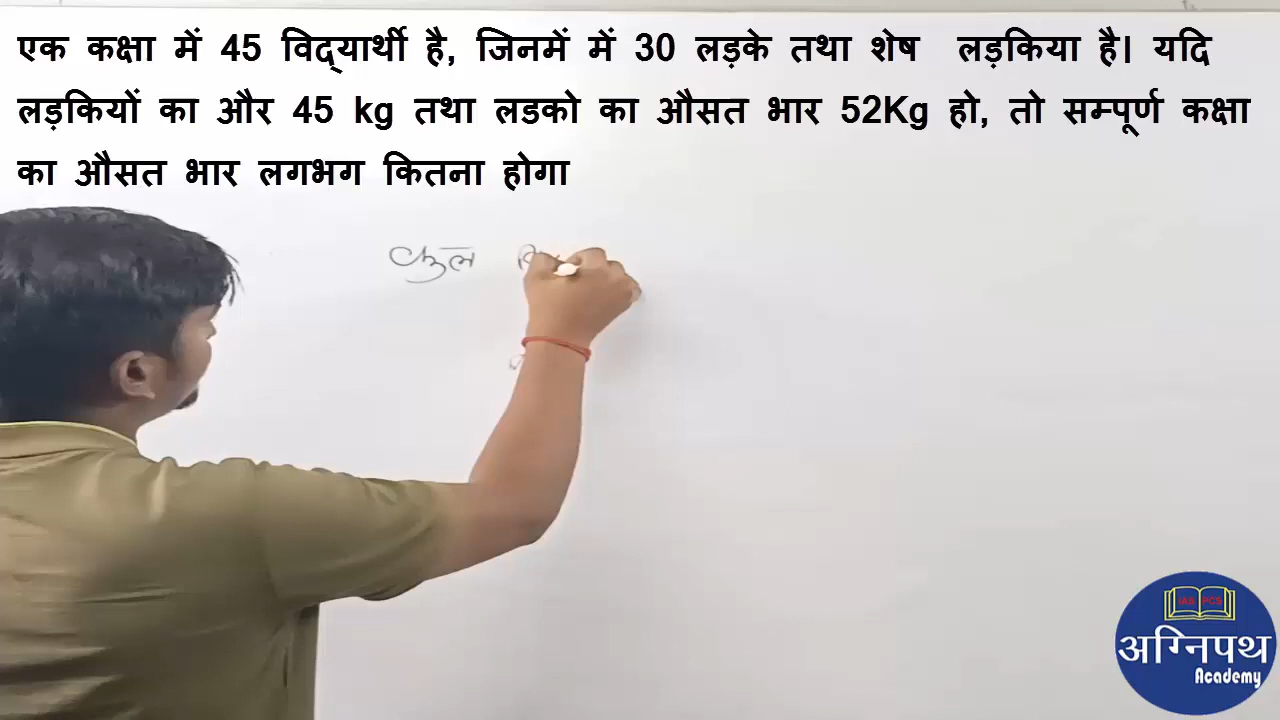 एक कक्षा में 45 विद्यार्थी है, जिनमें में 30 लड़के तथा शेष लड़किया है। यदि
लड़कियों का और 45 kg तथा लडको का औसत भार 52Kg हो, तो सम्पूर्ण कक्षा
का औसत भार लगभग कितना होगा
कुल
IAS PCS
अग्निपथ
Academy